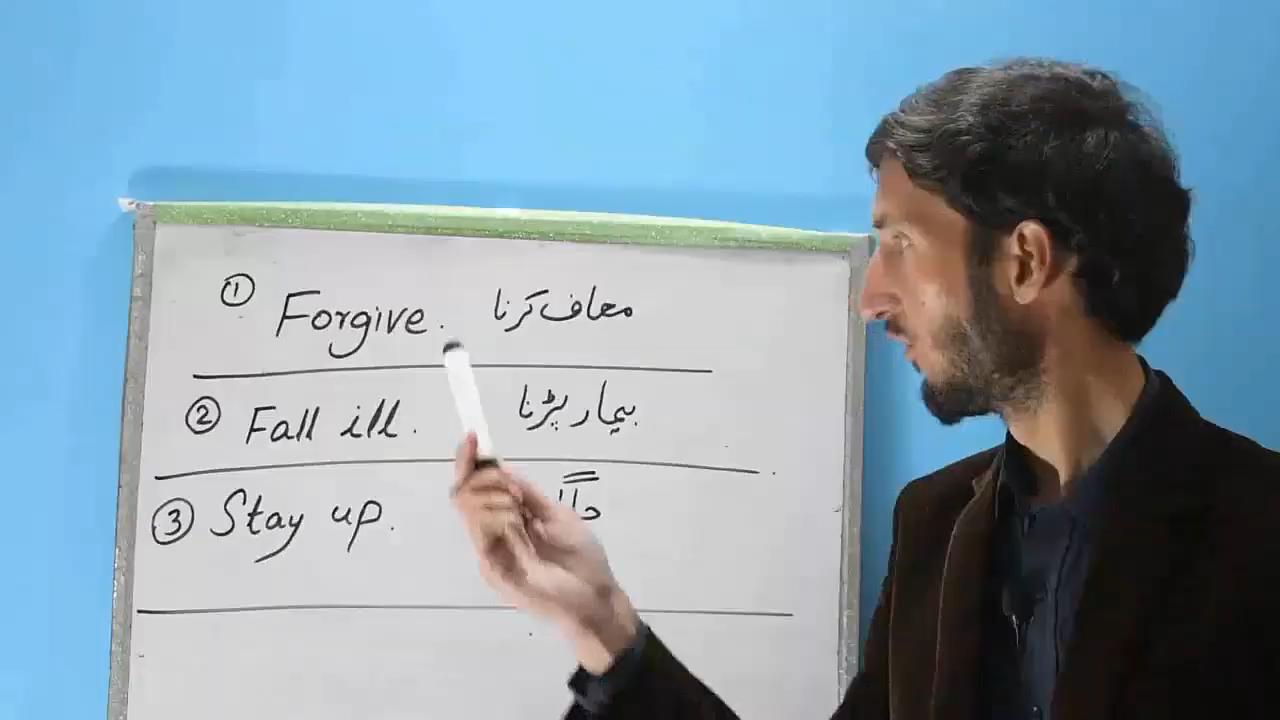 ① Forgive. معاف کرنا
② Fall ill. بیمار پڑنا
③ Stay up.